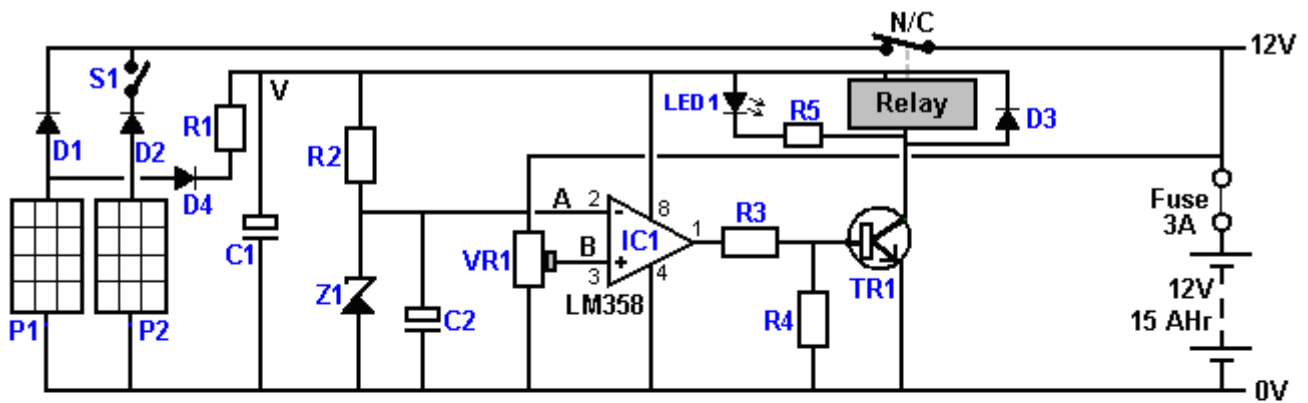 N/C
12V
S1
V
R1
LED1
R5
Relay
D3
D1
D2
R2
D4
A
2
8
Fuse
3A
R3
1
IC1
B
VR1
3
4
C1
Z1
LM358
TR1
12V
15 AHr
P1
P2
C2
R4
0V